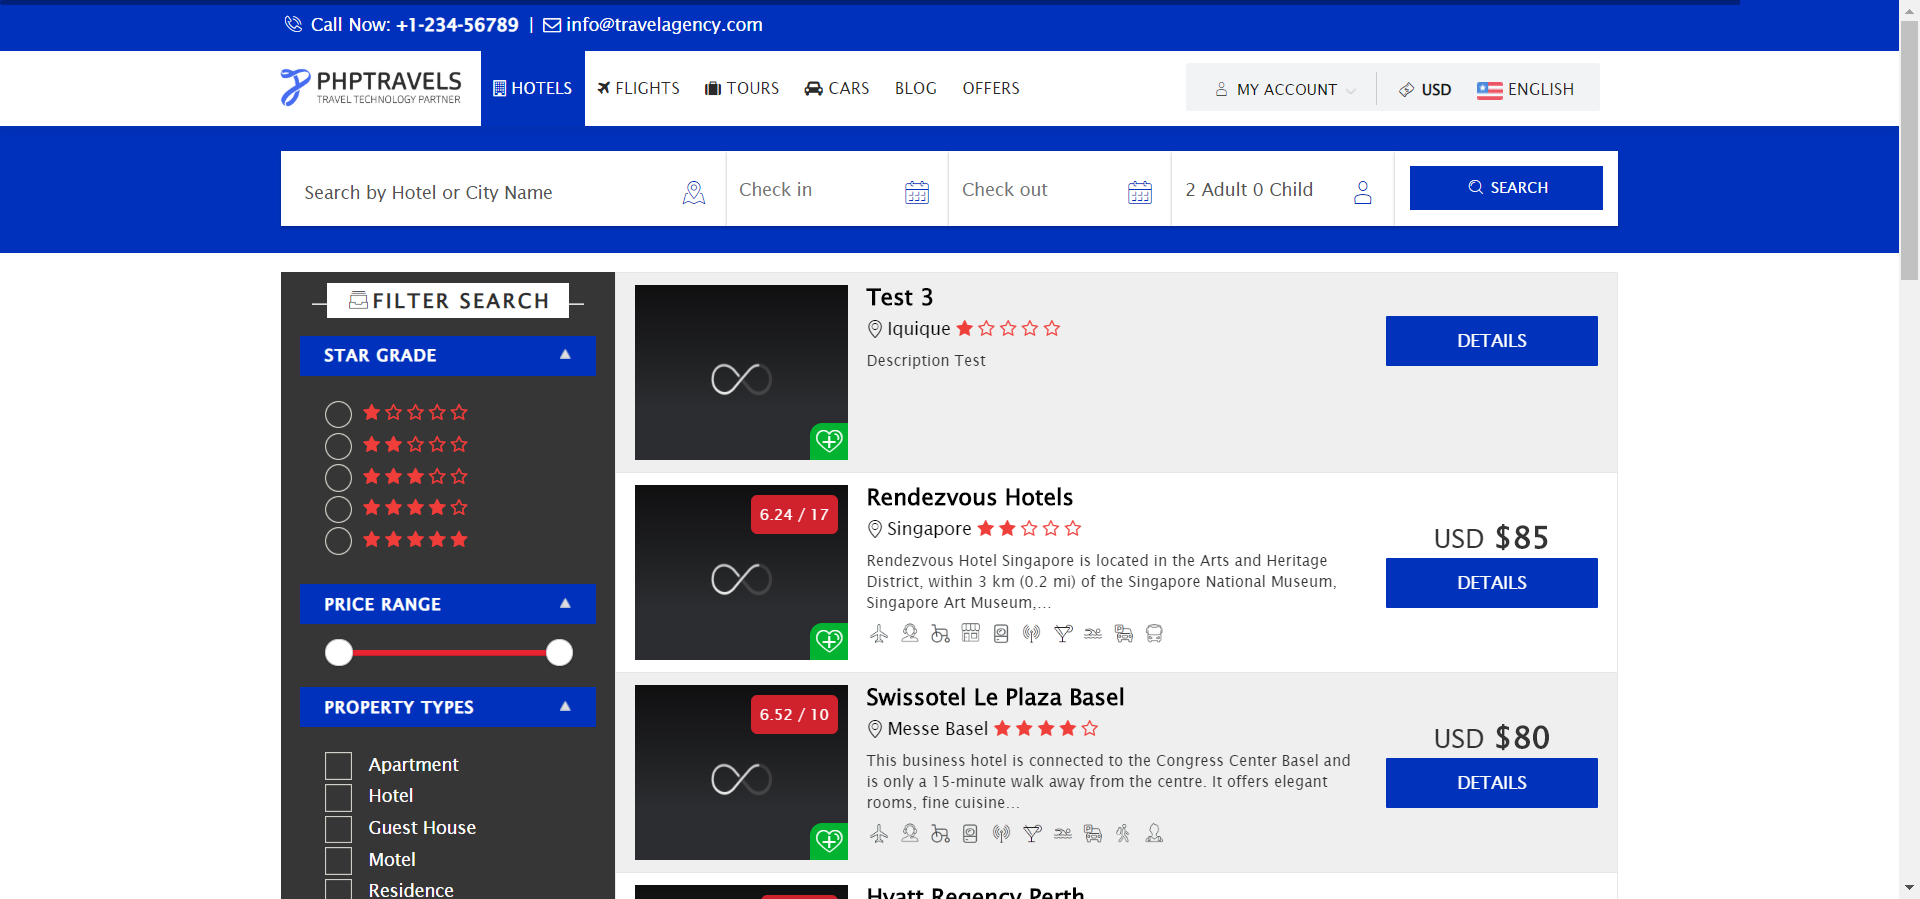 Call Now: +1-234-56789 | info@travelagency.com
PHPTRAVELS
TRAVEL TECHNOLOGY PARTNER
HOTELS
FLIGHTS
TOURS
CARS
BLOG
OFFERS
MY ACCOUNT
USD
ENGLISH
Search by Hotel or City Name
Check in
Check out
2 Adult 0 Child
SEARCH
FILTER SEARCH
STAR GRADE
PRICE RANGE
PROPERTY TYPES
Apartment
Hotel
Guest House
Motel
Residence
Test 3
Iquique
Description Test
DETAILS
6.24 / 17
Rendezvous Hotels
Singapore
Rendezvous Hotel Singapore is located in the Arts and Heritage
District, within 3 km (0.2 mi) of the Singapore National Museum,
Singapore Art Museum,...
USD $85
DETAILS
6.52 / 10
Swissotel Le Plaza Basel
Messe Basel
This business hotel is connected to the Congress Center Basel and
is only a 15-minute walk away from the centre. It offers elegant
rooms, fine cuisine...
USD $80
DETAILS
Hyatt Regency Perth